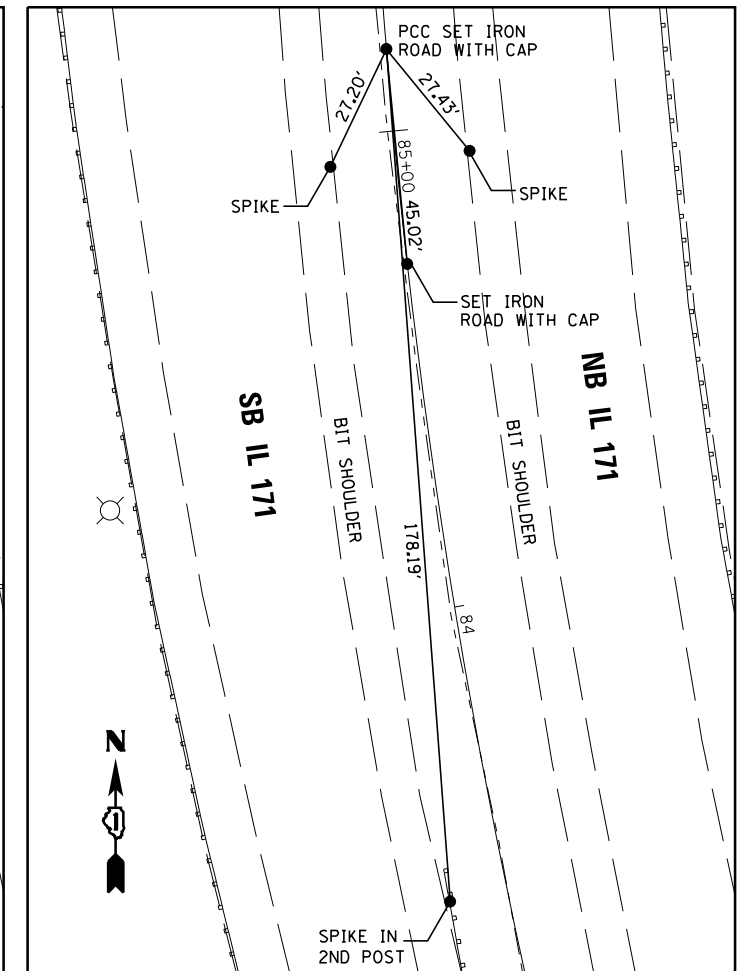 PCC SET IRON
ROAD WITH CAP
27.20'
27.43'
85+00
45.02'
SPIKE
SPIKE
SET IRON
ROAD WITH CAP
NB IL 171
SB IL 171
BIT SHOULDER
BIT SHOULDER
178.19'
84
N
1
SPIKE IN
2ND POST